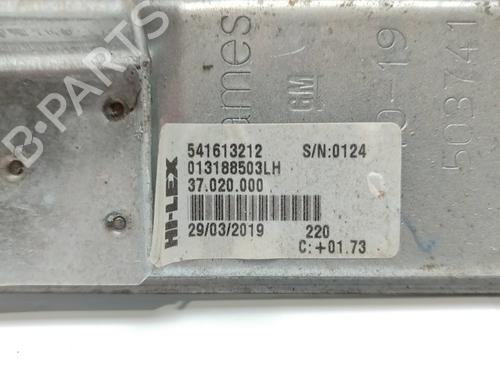 HI-LEX
541613212 S/N:0124
013188503LH
37.020.000
29/03/2019 220
C:+01.73
ames
GM
19
503741
B-PARTS